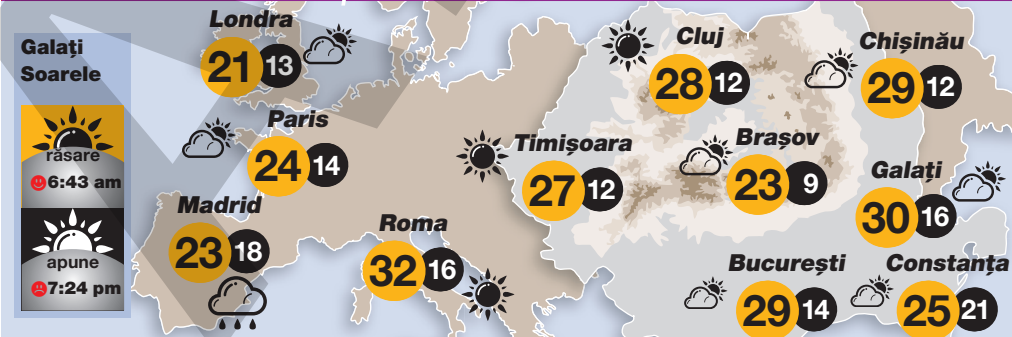 Galați
Soarele
răsare
6:43 am
apune
7:24 pm
Londra
21 13
Paris
24 14
Madrid
23 18
Roma
32 16
Timișoara
27 12
Cluj
28 12
Brașov
23 9
Chișinău
29 12
Galați
30 16
București
29 14
Constanța
25 21